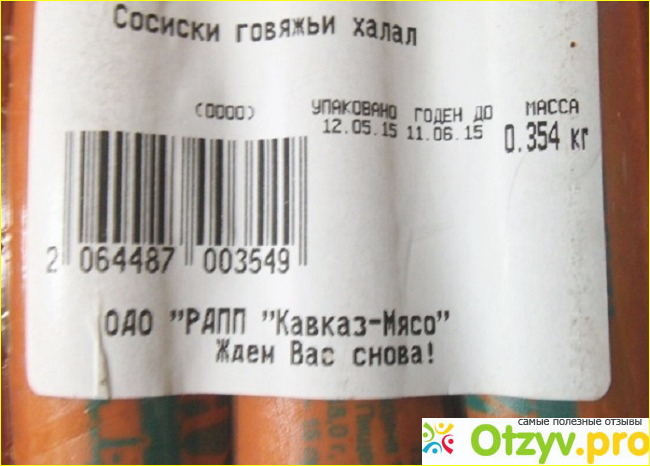 Сосиски говяжьи халал
(0000) УПАКОВАНО ГОДЕН ДО МАССА
12.05.15 11.06.15 0.354 кг
2 064487 003549
ОАО "РАПП "Кавказ-Мясо"
Ждем Вас снова!
самые полезные отзывы
Otzyv.pro